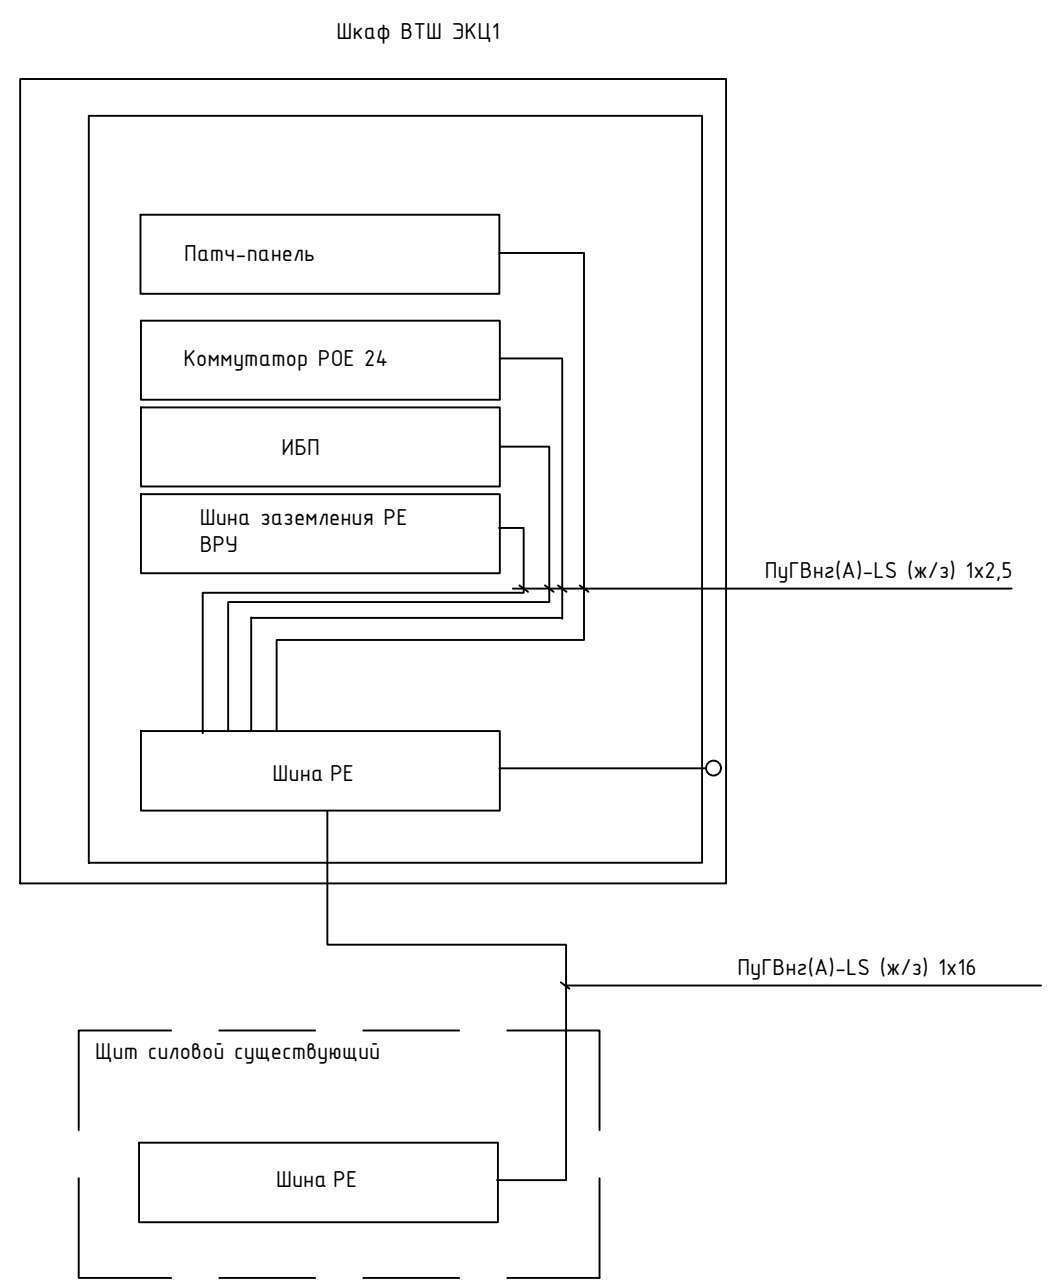 Шкаф ВТШ ЭКЦ1
Патч-панель
Коммутатор POE 24
ИБП
Шина заземления PE
ВРУ
ПуГВнг(А)-LS (ж/з) 1х2,5
Шина PE
ПуГВнг(А)-LS (ж/з) 1х16
Щит силовой существующий
Шина PE